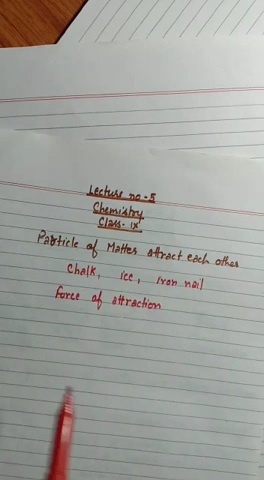 Lecture no - 5
Chemistry
Class - IX
Particle of Matter attract each other
Chalk, ice, Iron nail
Force of attraction